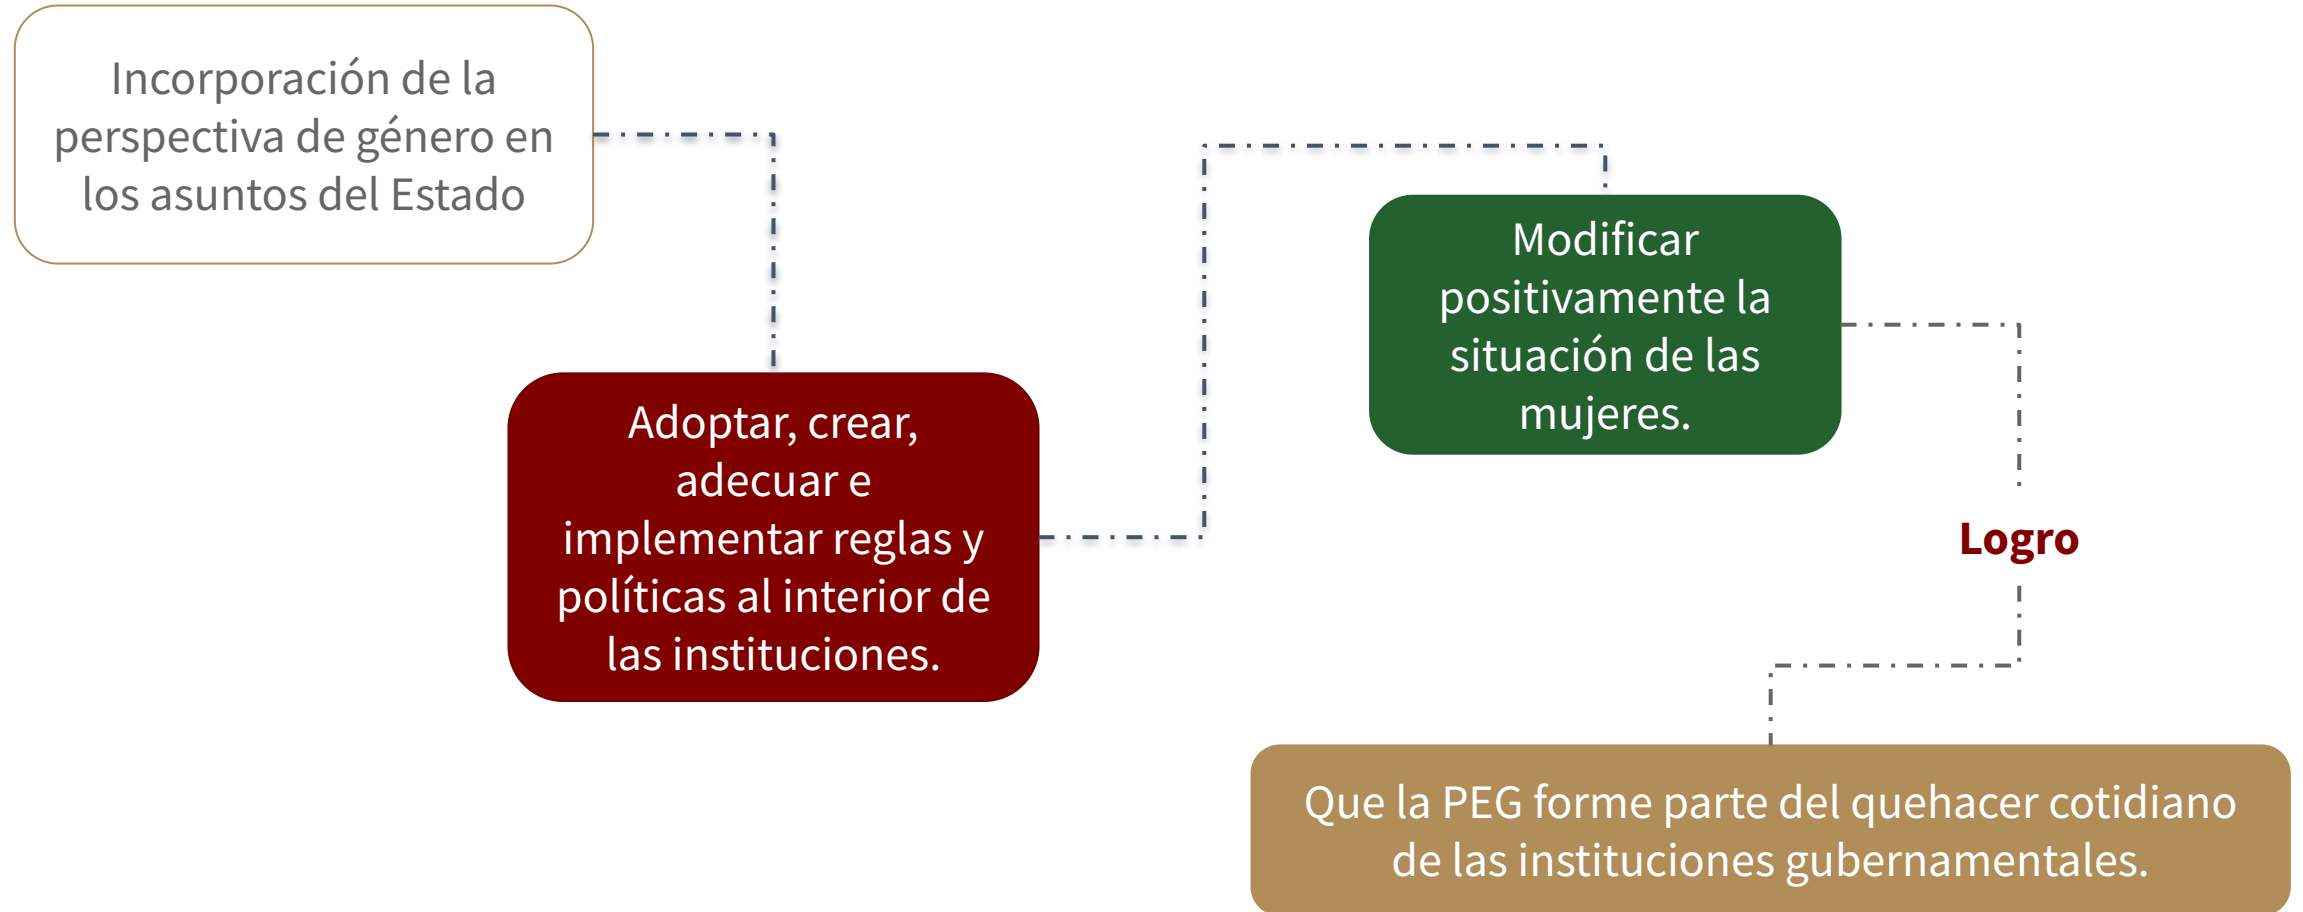 Incorporación de la
perspectiva de género en
los asuntos del Estado
Adoptar, crear,
adecuar e
implementar reglas y
políticas al interior de
las instituciones.
Modificar
positivamente la
situación de las
mujeres.
Logro
Que la PEG forme parte del quehacer cotidiano
de las instituciones gubernamentales.